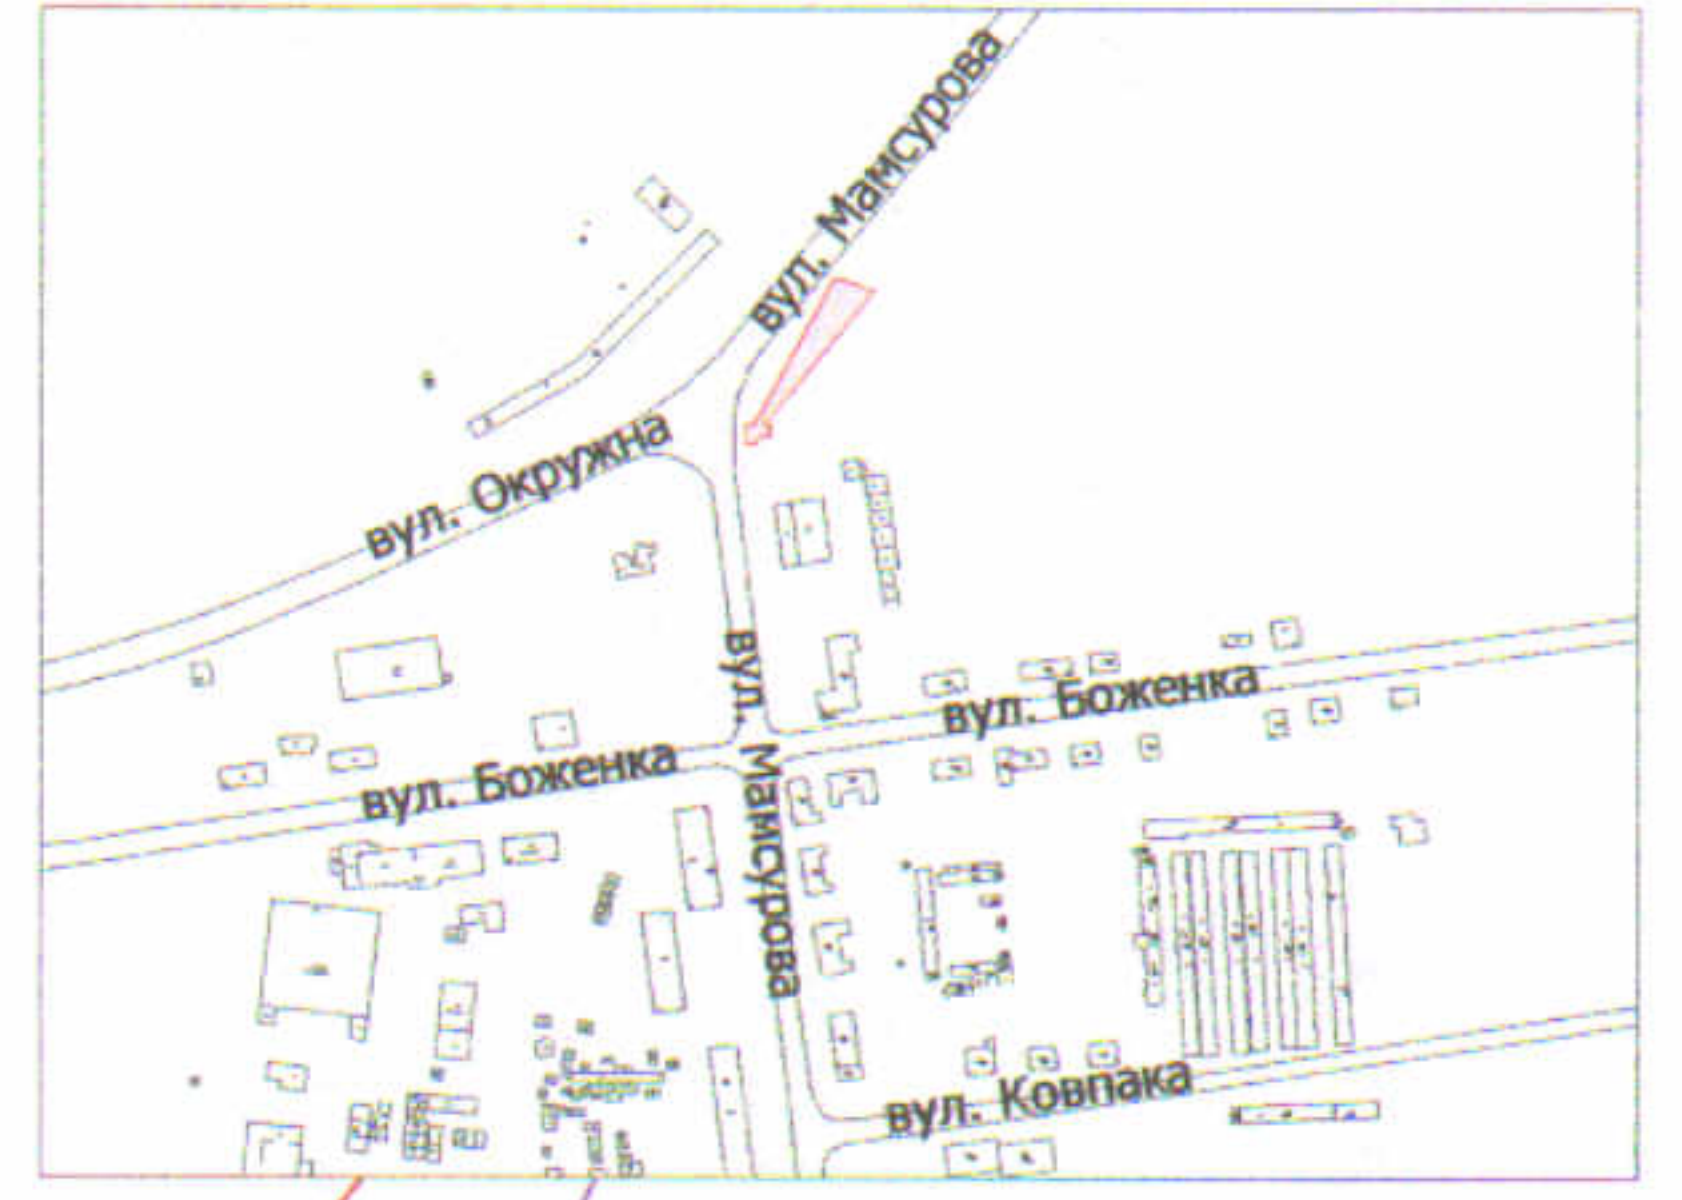 вул. Мамсурова
вул. Окружна
вул. Мамсурова
вул. Боженка
вул. Боженка
вул. Ковпака